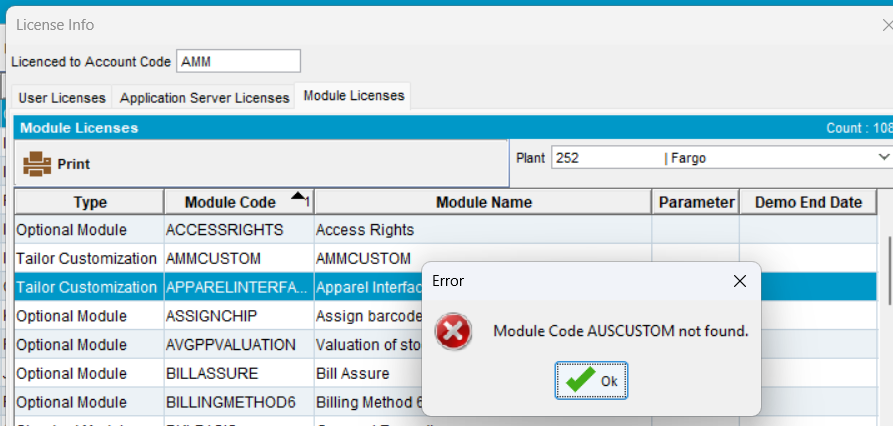 License Info
Licenced to Account Code AMM
User Licenses Application Server Licenses Module Licenses
Module Licenses Count : 108
Print Plant 252 | Fargo
Type Module Code 1 Module Name Parameter Demo End Date
Optional Module ACCESSRIGHTS Access Rights
Tailor Customization AMMCUSTOM AMMCUSTOM
Tailor Customization APPARELINTERFA... Apparel Interfac
Optional Module ASSIGNCHIP Assign barcode
Optional Module AVGPPVALUATION Valuation of sto
Optional Module BILLASSURE Bill Assure
Optional Module BILLINGMETHOD6 Billing Method 6
Error
Module Code AUSCUSTOM not found.
Ok